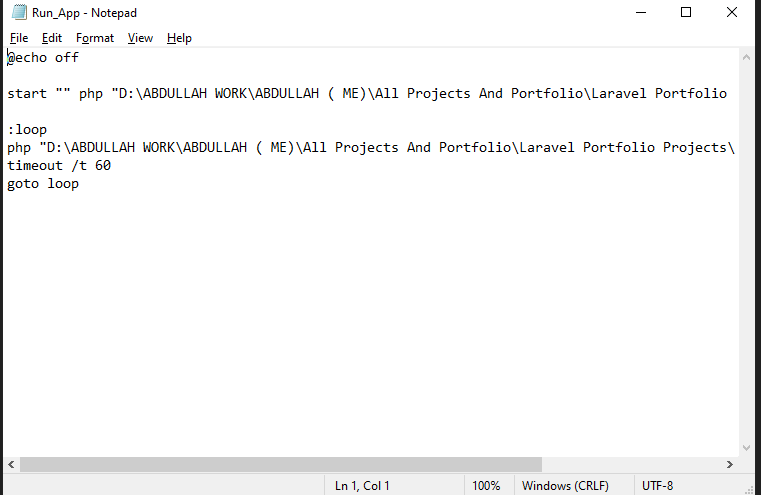 Run_App - Notepad
File Edit Format View Help
@echo off
start "" php "D:\ABDULLAH WORK\ABDULLAH ( ME)\All Projects And Portfolio\Laravel Portfolio
:loop
php "D:\ABDULLAH WORK\ABDULLAH ( ME)\All Projects And Portfolio\Laravel Portfolio Projects\
timeout /t 60
goto loop
Ln 1, Col 1 100% Windows (CRLF) UTF-8